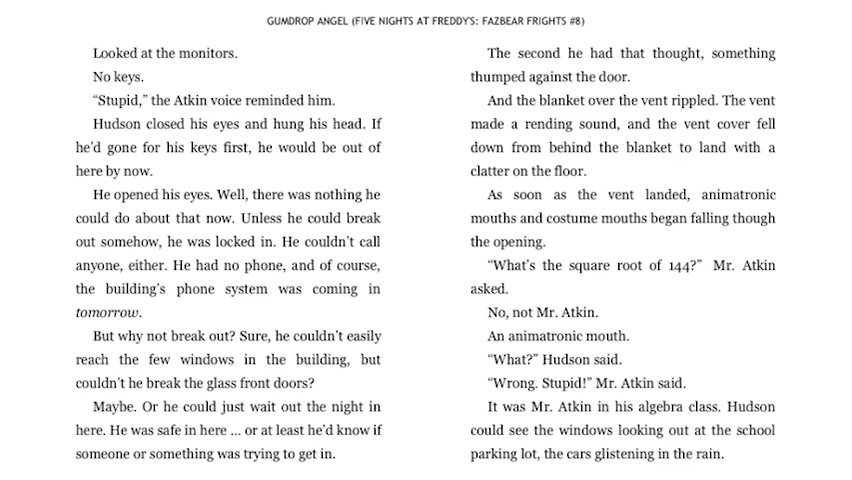 GUMDROP ANGEL (FIVE NIGHTS AT FREDDY'S: FAZBEAR FRIGHTS #8)
Looked at the monitors.
No keys.
“Stupid,” the Atkin voice reminded him.
Hudson closed his eyes and hung his head. If
he’d gone for his keys first, he would be out of
here by now.
He opened his eyes. Well, there was nothing he
could do about that now. Unless he could break
out somehow, he was locked in. He couldn’t call
anyone, either. He had no phone, and of course,
the building’s phone system was coming in
tomorrow.
But why not break out? Sure, he couldn’t easily
reach the few windows in the building, but
couldn’t he break the glass front doors?
Maybe. Or he could just wait out the night in
here. He was safe in here ... or at least he’d know if
someone or something was trying to get in.
The second he had that thought, something
thumped against the door.
And the blanket over the vent rippled. The vent
made a rending sound, and the vent cover fell
down from behind the blanket to land with a
clatter on the floor.
As soon as the vent landed, animatronic
mouths and costume mouths began falling though
the opening.
“What’s the square root of 144?” Mr. Atkin
asked.
No, not Mr. Atkin.
An animatronic mouth.
“What?” Hudson said.
“Wrong. Stupid!” Mr. Atkin said.
It was Mr. Atkin in his algebra class. Hudson
could see the windows looking out at the school
parking lot, the cars glistening in the rain.